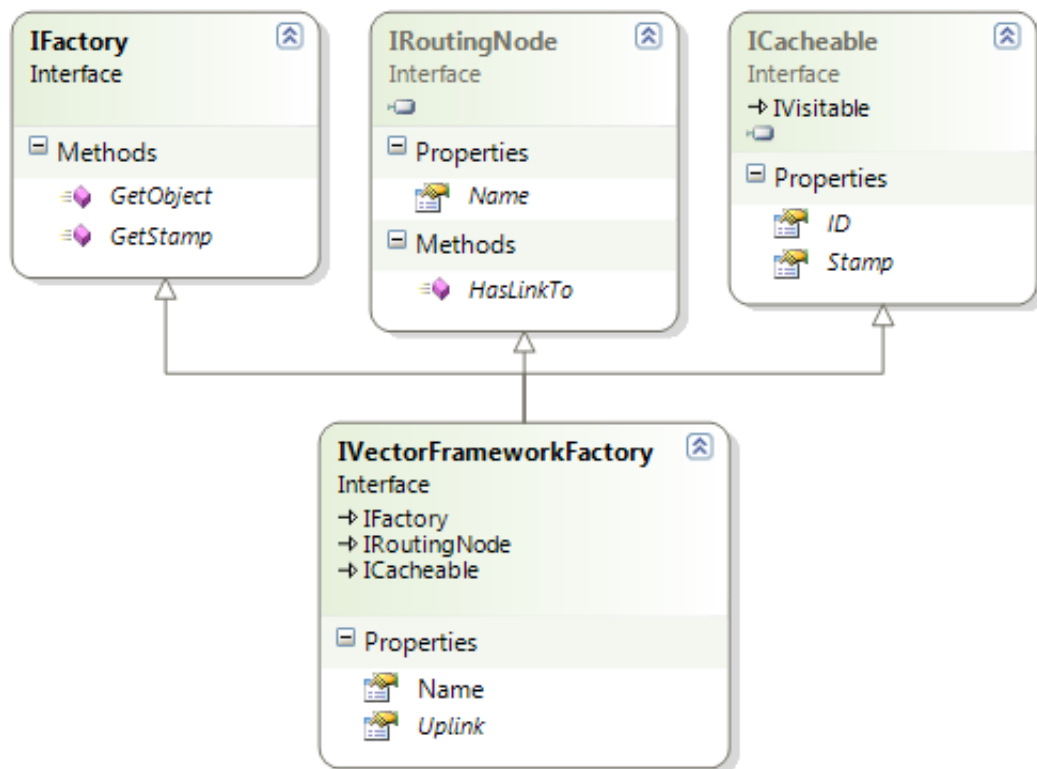 IFactory
Interface
Methods
GetObject
GetStamp
IRoutingNode
Interface
Properties
Name
Methods
HasLinkTo
ICacheable
Interface
IVisitable
Properties
ID
Stamp
IVectorFrameworkFactory
Interface
IFactory
IRoutingNode
ICacheable
Properties
Name
Uplink